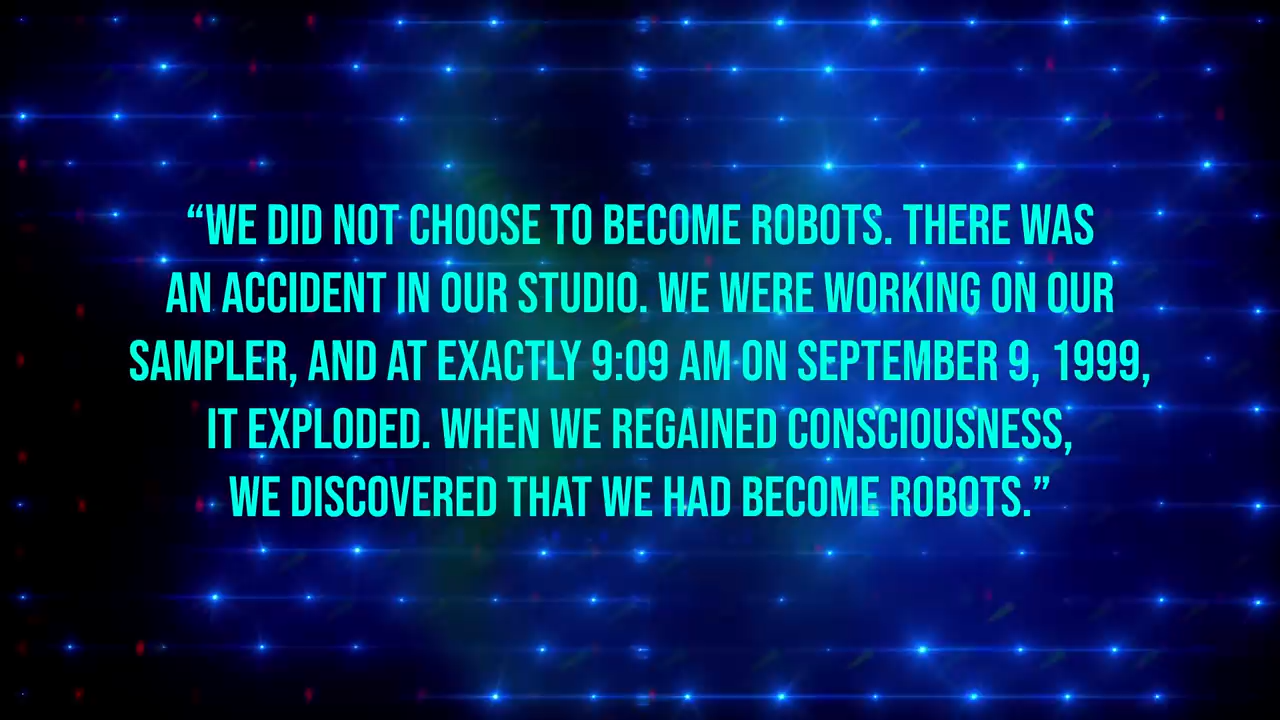 “WE DID NOT CHOOSE TO BECOME ROBOTS. THERE WAS
AN ACCIDENT IN OUR STUDIO. WE WERE WORKING ON OUR
SAMPLER, AND AT EXACTLY 9:09 AM ON SEPTEMBER 9, 1999,
IT EXPLODED. WHEN WE REGAINED CONSCIOUSNESS,
WE DISCOVERED THAT WE HAD BECOME ROBOTS.”